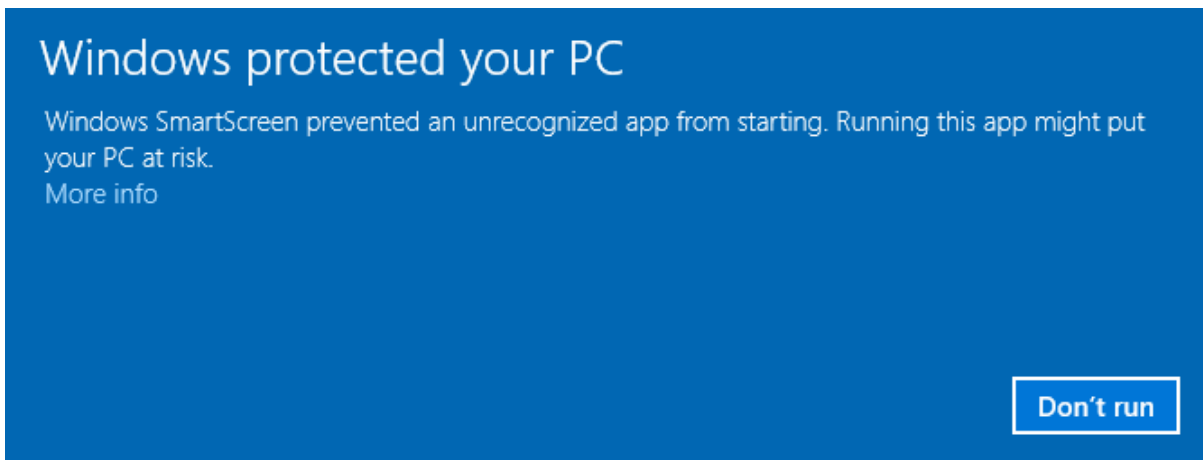 Windows protected your PC
Windows SmartScreen prevented an unrecognized app from starting. Running this app might put
your PC at risk.
More info
Don't run